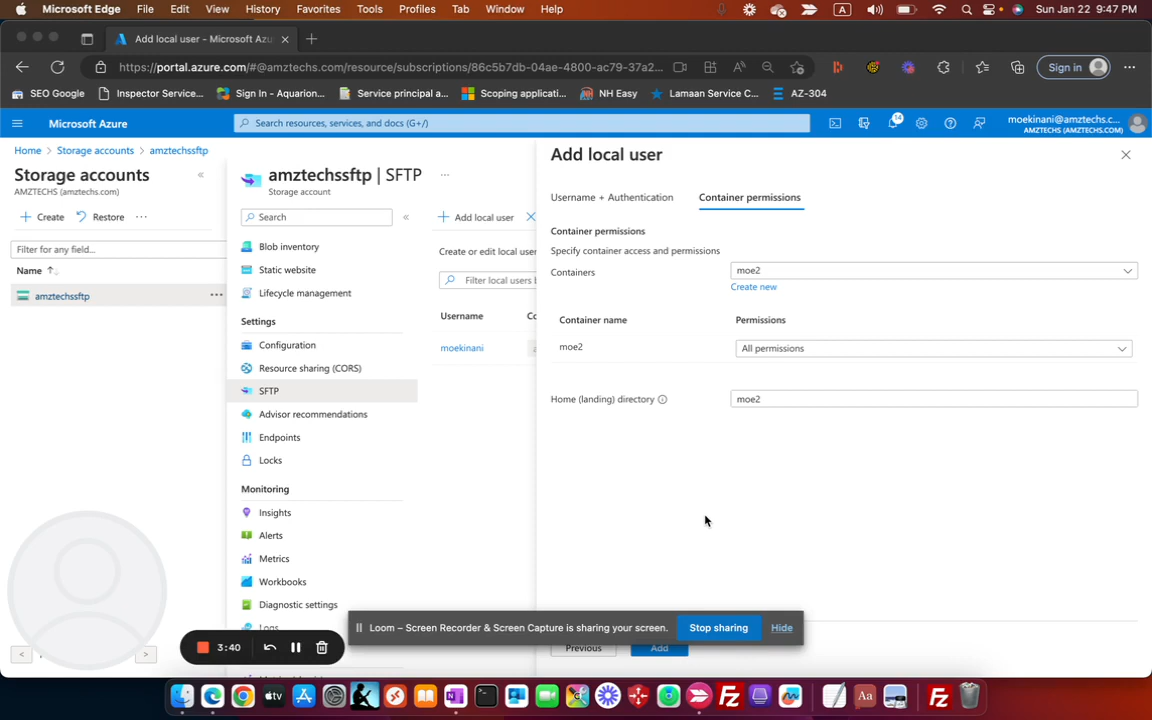 Microsoft Edge File Edit View History Favorites Tools Profiles Tab Window Help A Sun Jan 22 9:47 PM
Add local user - Microsoft Azu
https://portal.azure.com/#@amztechs.com/resource/subscriptions/86c5b7db-04ae-4800-ac79-37a2... Sign in
SEO Google Inspector Service... Sign In - Aquarion... Service principal a... Scoping applicati... NH Easy Lamaan Service C... AZ-304
Microsoft Azure Search resources, services, and docs (G+/) 14 moekinani@amztechs.c...
AMZTECHS (AMZTECHS.COM)
Home > Storage accounts > amztechssftp
Storage accounts
AMZTECHS (amztechs.com)
Create Restore
Filter for any field...
Name
amztechssftp
amztechssftp | SFTP
Storage account
Search
Blob inventory
Static website
Lifecycle management
Settings
Configuration
Resource sharing (CORS)
SFTP
Advisor recommendations
Endpoints
Locks
Monitoring
Insights
Alerts
Metrics
Workbooks
Diagnostic settings
Logs
Add local user
Create or edit local user
Filter local users b
Username Co
moekinani
Add local user
Username + Authentication Container permissions
Container permissions
Specify container access and permissions
Containers moe2
Create new
Container name Permissions
moe2 All permissions
Home (landing) directory moe2
Loom – Screen Recorder & Screen Capture is sharing your screen. Stop sharing Hide
3:40
Previous Add